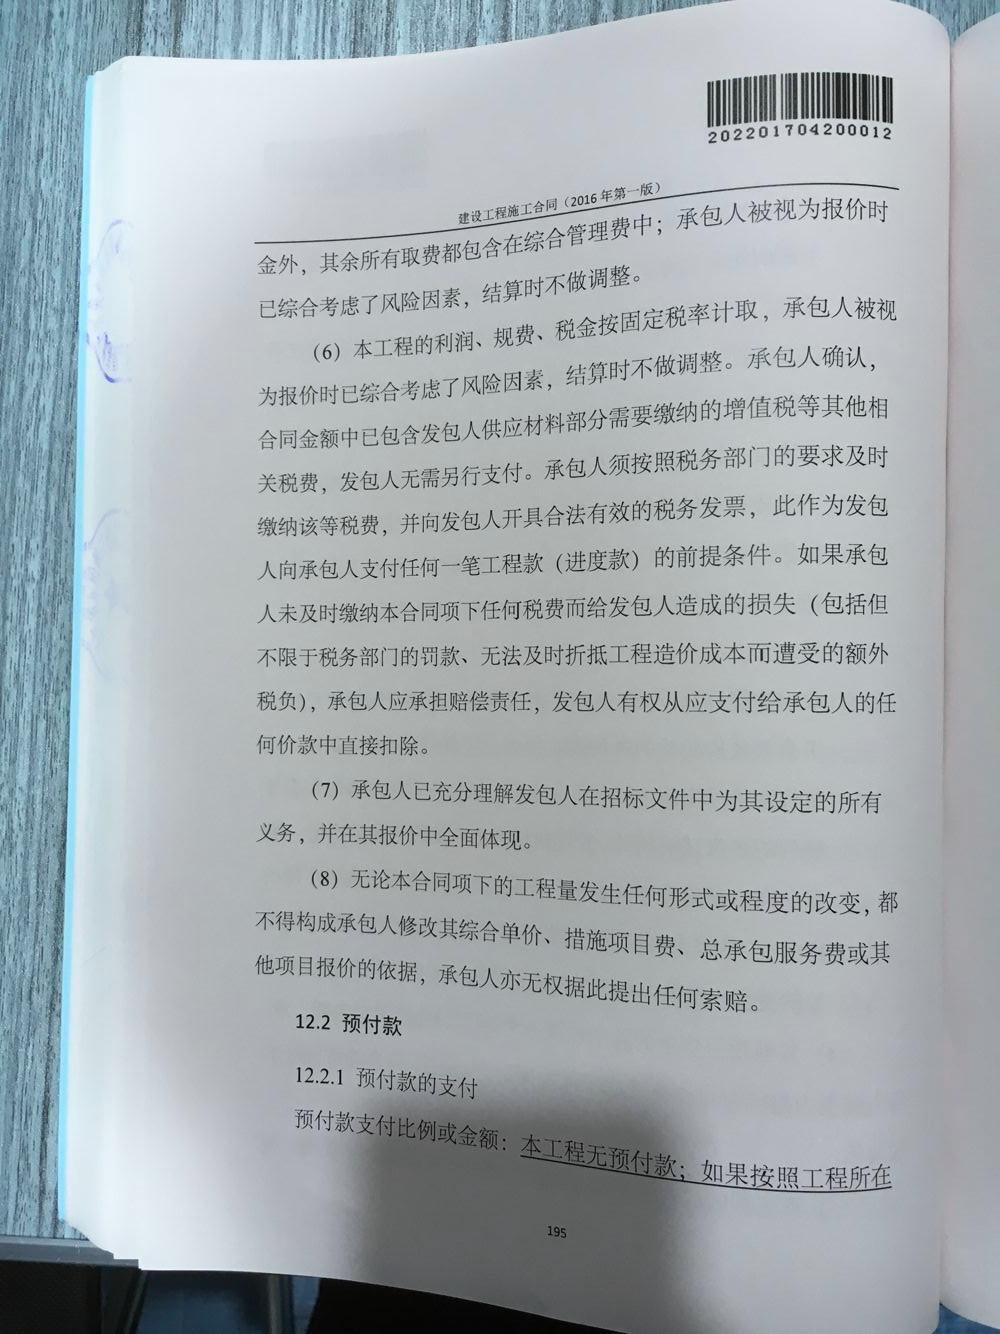 202201704200012
建设工程施工合同（2016 年第一版）
金外，其余所有取费都包含在综合管理费中；承包人被视为报价时
已综合考虑了风险因素，结算时不做调整。
（6）本工程的利润、规费、税金按固定税率计取，承包人被视
为报价时已综合考虑了风险因素，结算时不做调整。承包人确认，
合同金额中已包含发包人供应材料部分需要缴纳的增值税等其他相
关税费，发包人无需另行支付。承包人须按照税务部门的要求及时
缴纳该等税费，并向发包人开具合法有效的税务发票，此作为发包
人向承包人支付任何一笔工程款（进度款）的前提条件。如果承包
人未及时缴纳本合同项下任何税费而给发包人造成的损失（包括但
不限于税务部门的罚款、无法及时折抵工程造价成本而遭受的额外
税负），承包人应承担赔偿责任，发包人有权从应支付给承包人的任
何价款中直接扣除。
（7）承包人已充分理解发包人在招标文件中为其设定的所有
义务，并在其报价中全面体现。
（8）无论本合同项下的工程量发生任何形式或程度的改变，都
不得构成承包人修改其综合单价、措施项目费、总承包服务费或其
他项目报价的依据，承包人亦无权据此提出任何索赔。
12.2 预付款
12.2.1 预付款的支付
预付款支付比例或金额：本工程无预付款；如果按照工程所在
195